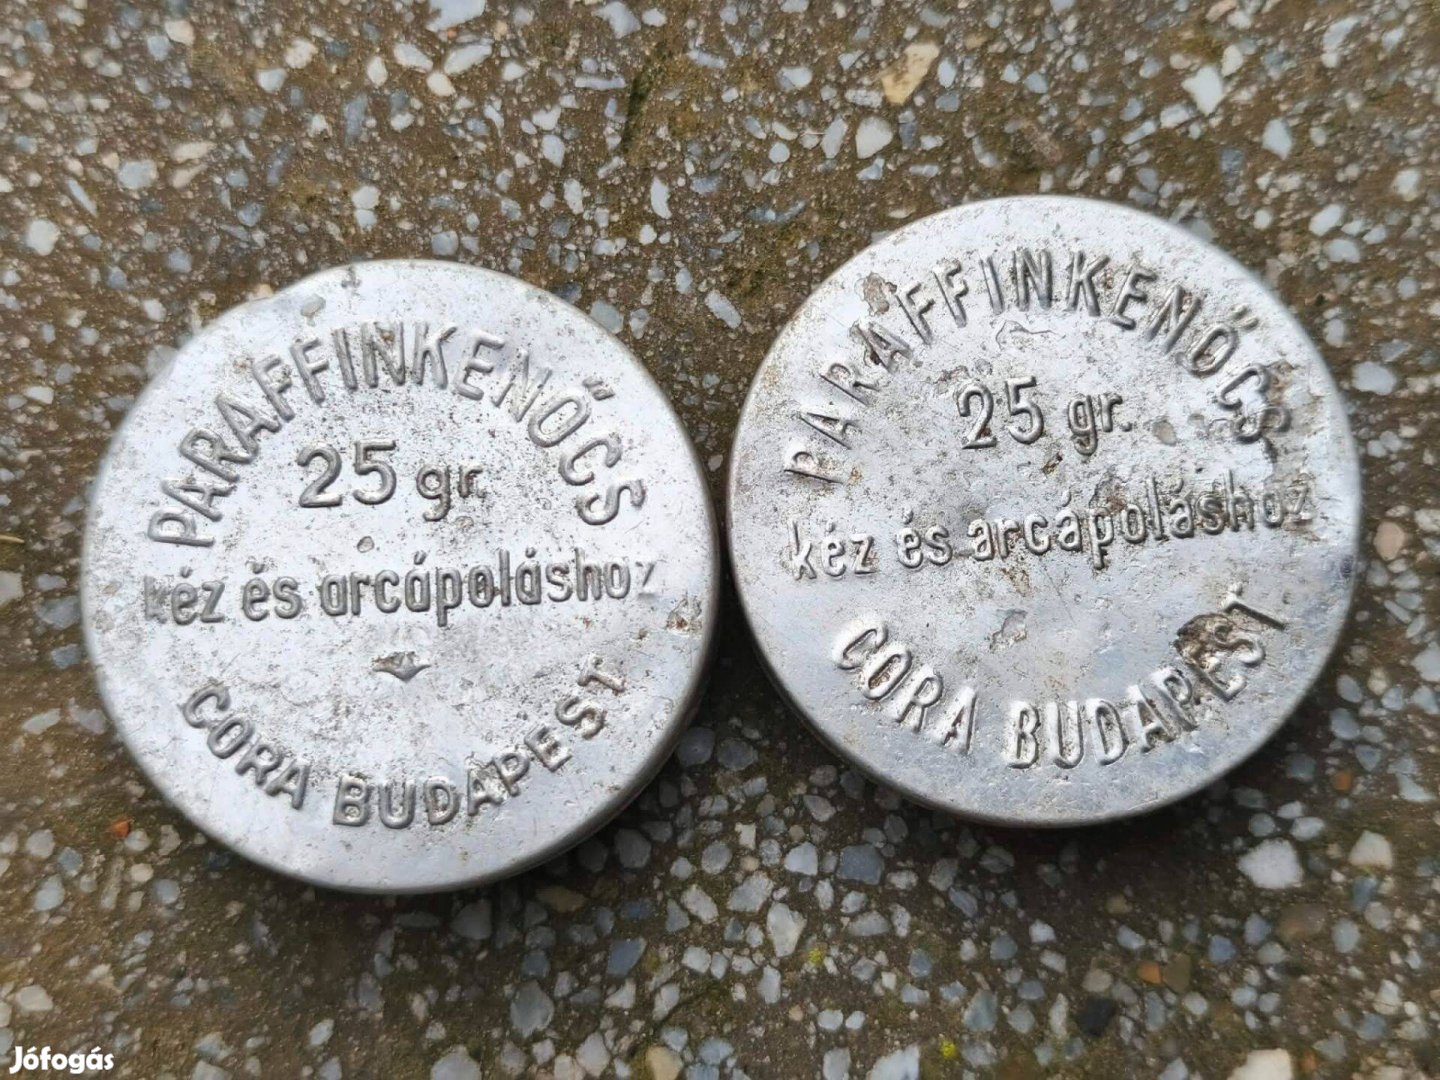 PARAFFINKENŐCS
25 gr.
kéz és arcápoláshoz
CORA BUDAPEST
PARAFFINKENŐCS
25 gr.
kéz és arcápoláshoz
CORA BUDAPEST
Jófogás